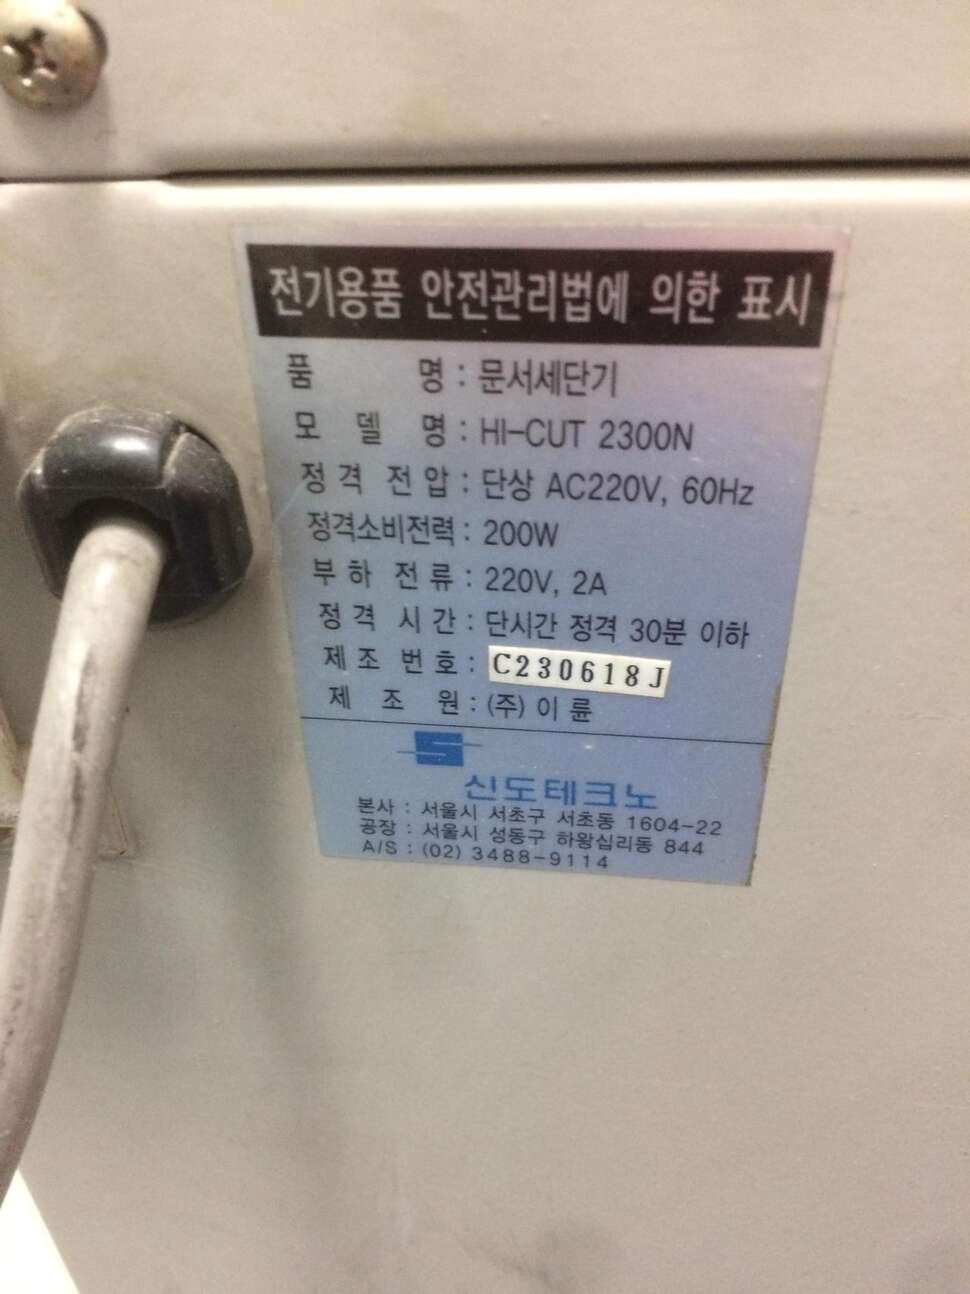 전기용품 안전관리법에 의한 표시
품 명 : 문서세단기
모 델 명 : HI-CUT 2300N
정 격 전 압 : 단상 AC220V, 60Hz
정격소비전력 : 200W
부 하 전 류 : 220V, 2A
정 격 시 간 : 단시간 정격 30분 이하
제 조 번 호 : C230618J
제 조 원 : (주) 이륜
S
신도테크노
본사 : 서울시 서초구 서초동 1604-22
공장 : 서울시 성동구 하왕십리동 844
A/S : (02) 3488-9114